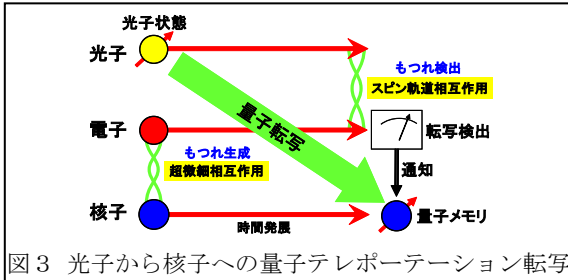 光子状態
光子
もつれ検出
スピン軌道相互作用
量子転写
電子
転写検出
もつれ生成
超微細相互作用
通知
核子
量子メモリ
時間発展
図３ 光子から核子への量子テレポーテーション転写